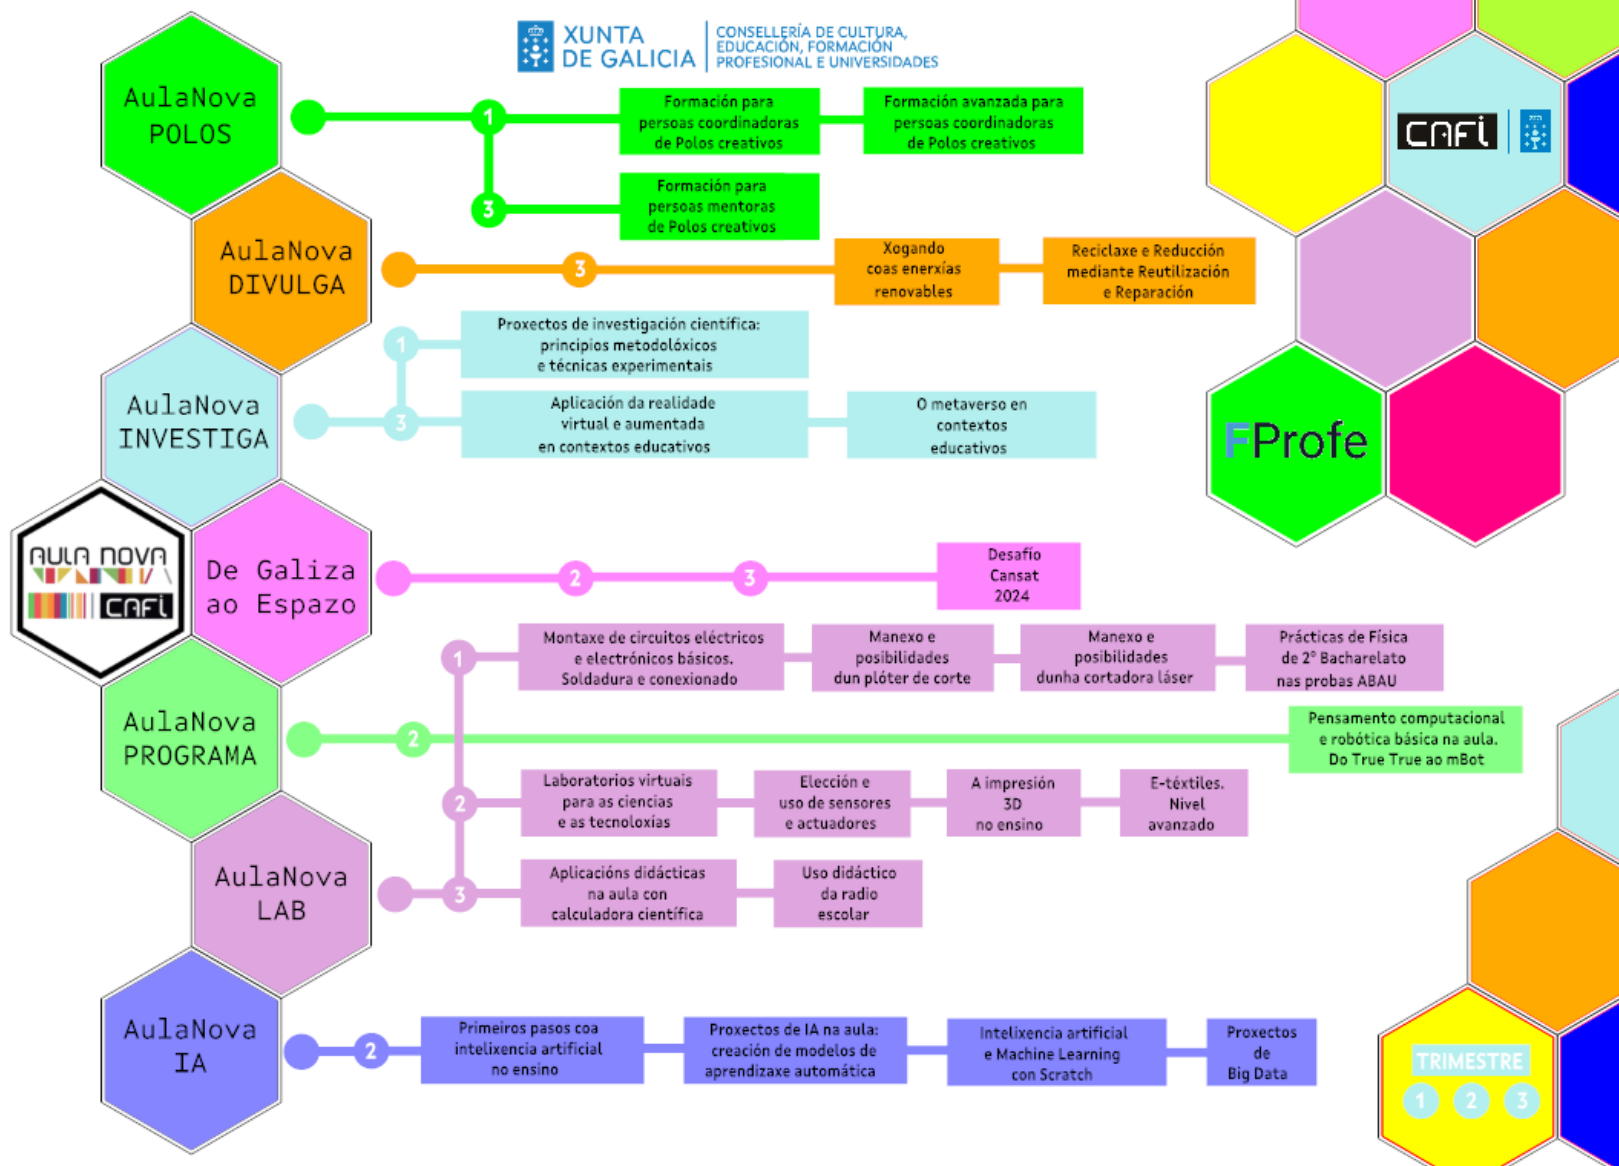 XUNTA
DE GALICIA
CONSELLERÍA DE CULTURA,
EDUCACIÓN, FORMACIÓN
PROFESIONAL E UNIVERSIDADES
CAFi
FProfe
AulaNova
POLOS
1
Formación para
persoas coordinadoras
de Polos creativos
Formación avanzada para
persoas coordinadoras
de Polos creativos
3
Formación para
persoas mentoras
de Polos creativos
AulaNova
DIVULGA
3
Xogando
coas enerxías
renovables
Reciclaxe e Reducción
mediante Reutilización
e Reparación
AulaNova
INVESTIGA
1
Proxectos de investigación científica:
principios metodolóxicos
e técnicas experimentais
3
Aplicación da realidade
virtual e aumentada
en contextos educativos
O metaverso en
contextos
educativos
AULA NOVA
CAFi
De Galiza
ao Espazo
2
3
Desafío
Cansat
2024
AulaNova
PROGRAMA
2
Pensamento computacional
e robótica básica na aula.
Do True True ao mBot
AulaNova
LAB
1
Montaxe de circuitos eléctricos
e electrónicos básicos.
Soldadura e conexionado
Manexo e
posibilidades
dun plóter de corte
Manexo e
posibilidades
dunha cortadora láser
Prácticas de Física
de 2º Bacharelato
nas probas ABAU
2
Laboratorios virtuais
para as ciencias
e as tecnoloxías
Elección e
uso de sensores
e actuadores
A impresión
3D
no ensino
E-téxtiles.
Nivel
avanzado
3
Aplicacións didácticas
na aula con
calculadora científica
Uso didáctico
da radio
escolar
AulaNova
IA
2
Primeiros pasos coa
intelixencia artificial
no ensino
Proxectos de IA na aula:
creación de modelos de
aprendizaxe automática
Intelixencia artificial
e Machine Learning
con Scratch
Proxectos
de
Big Data
TRIMESTRE
1 2 3